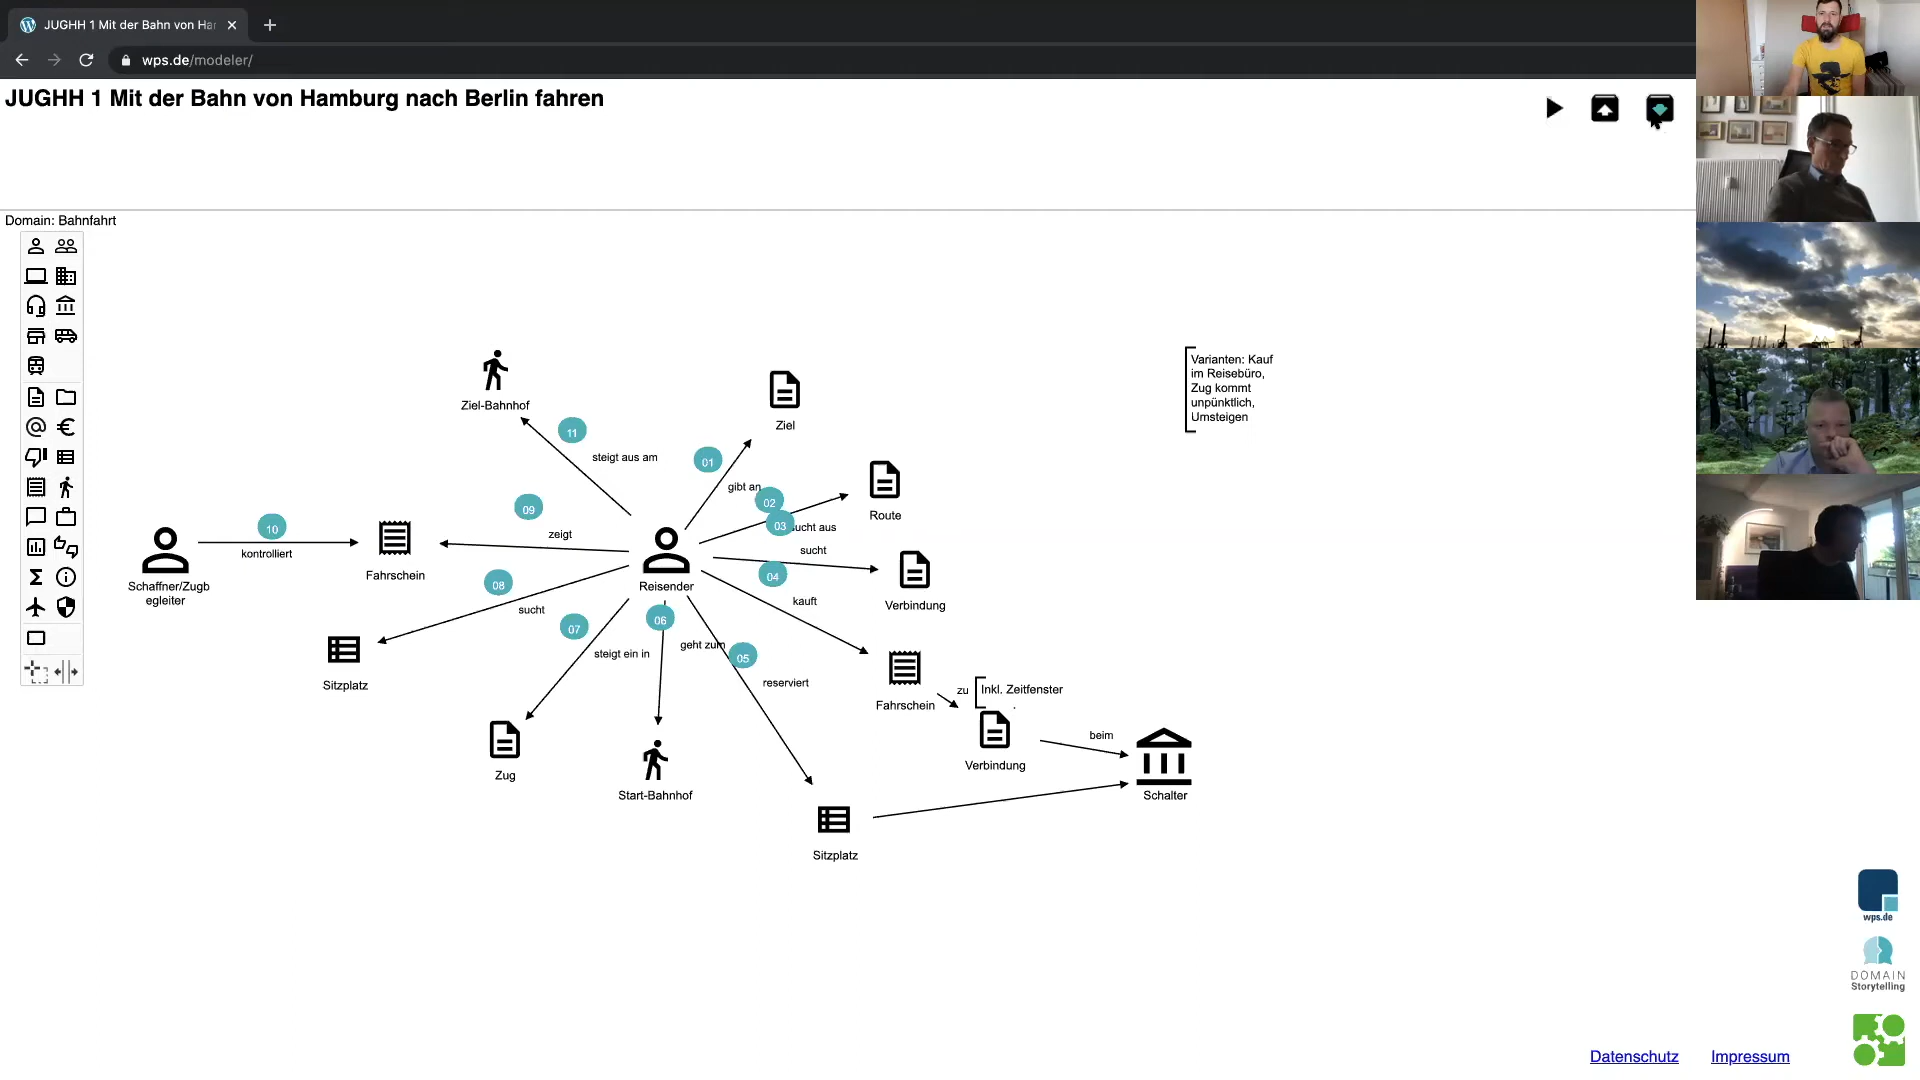 JUGHH 1 Mit der Bahn von Har
wps.de/modeler/
JUGHH 1 Mit der Bahn von Hamburg nach Berlin fahren
Domain: Bahnfahrt
Varianten: Kauf
im Reisebüro,
Zug kommt
unpünktlich,
Umsteigen
Ziel-Bahnhof
Ziel
11
steigt aus am
01
gibt an
02
Route
03
sucht aus
09
zeigt
10
kontrolliert
Fahrschein
Schaffner/Zugb
egleiter
Reisender
sucht
04
Verbindung
kauft
08
sucht
07
steigt ein in
06
geht zum
05
reserviert
Sitzplatz
Fahrschein
zu
Inkl. Zeitfenster
.
Verbindung
beim
Schalter
Zug
Start-Bahnhof
Sitzplatz
wps.de
DOMAIN
Storytelling
Datenschutz
Impressum